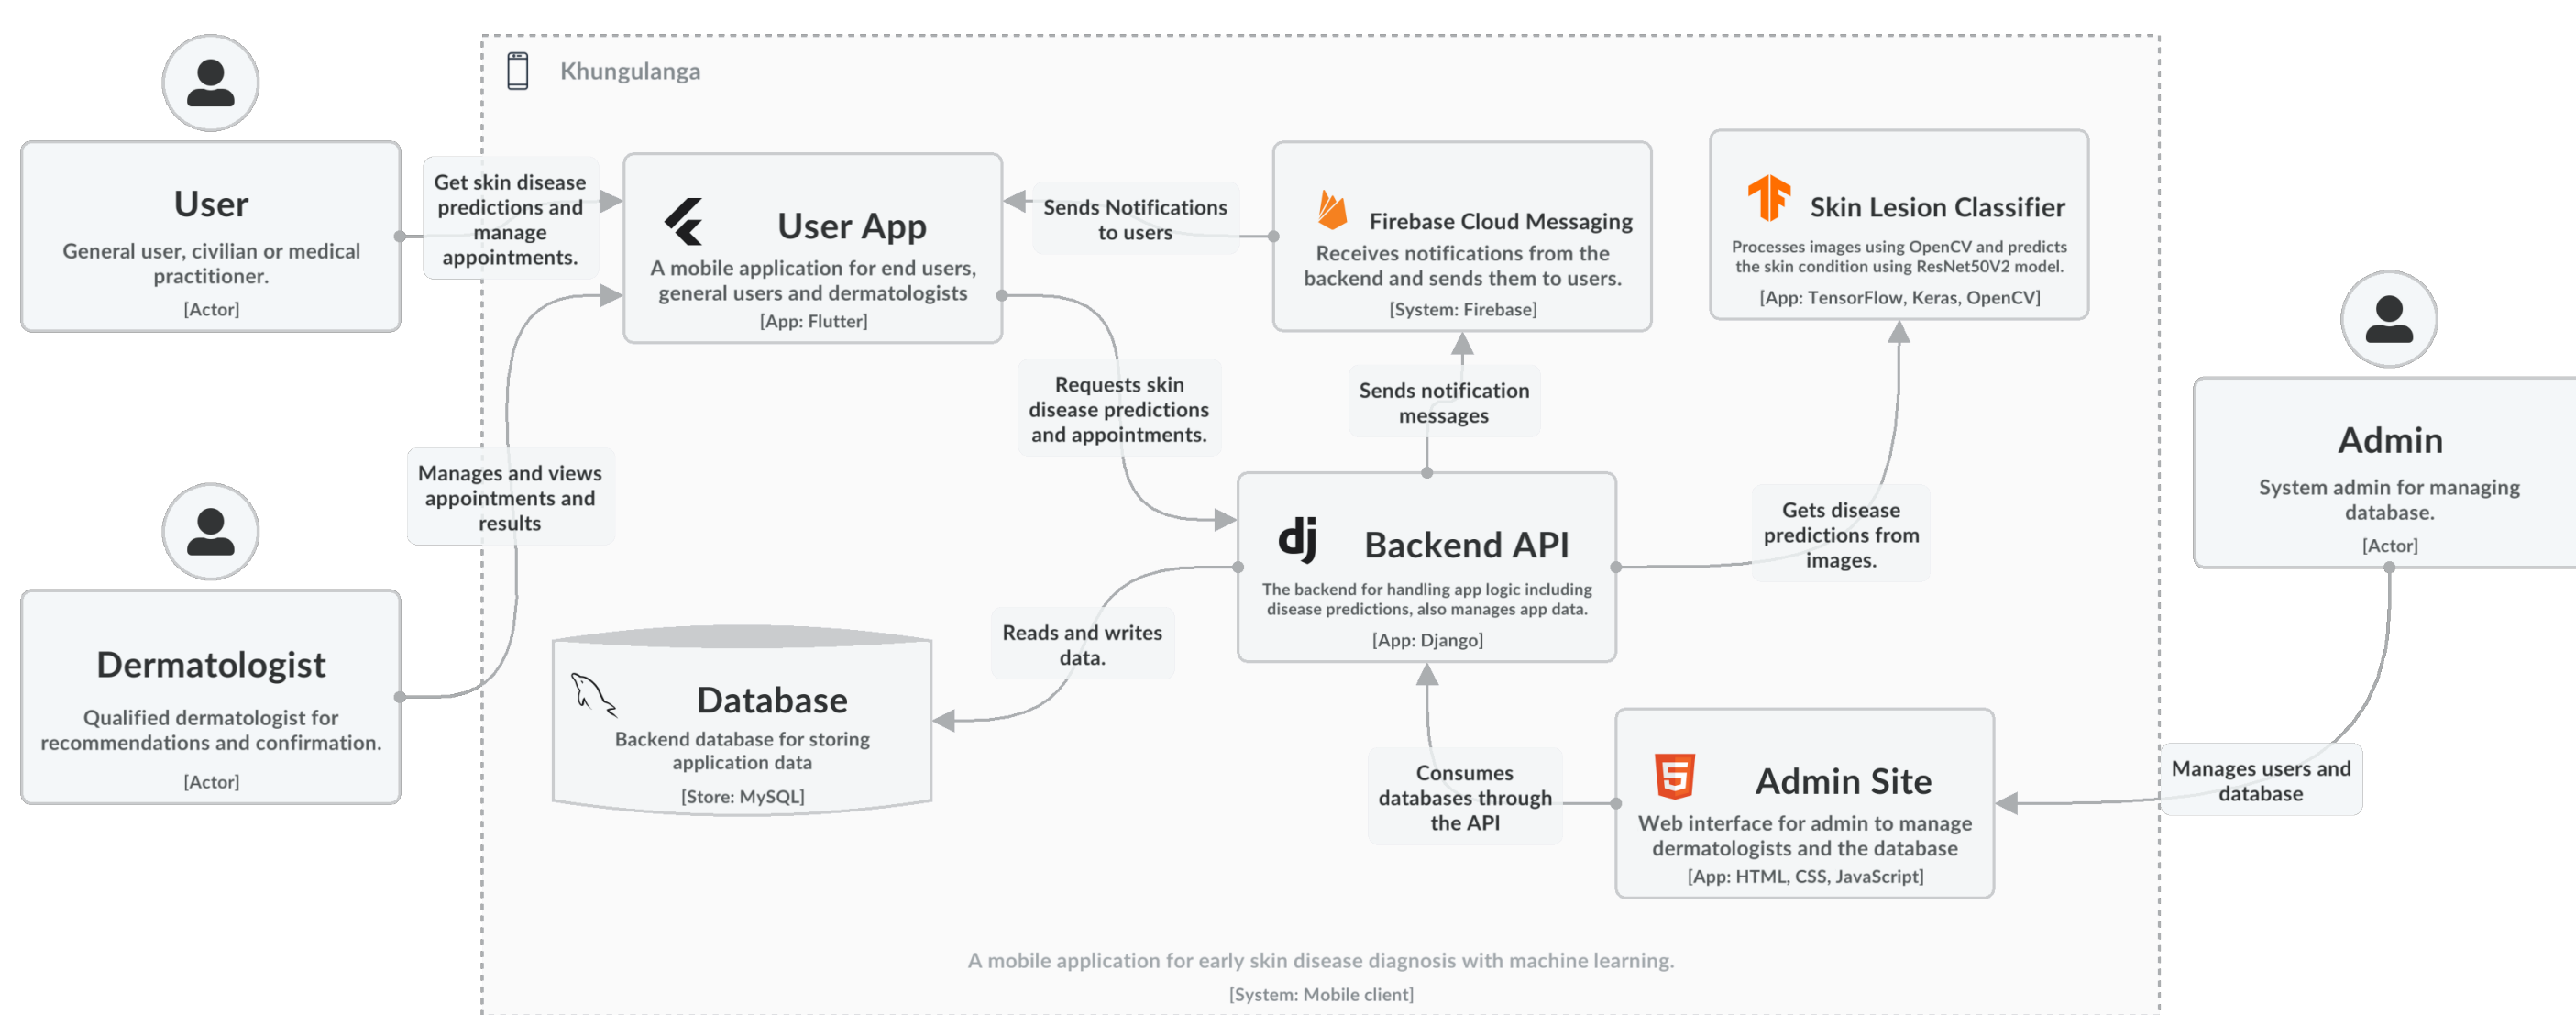 Khungulanga
User
General user, civilian or medical
practitioner.
[Actor]
Get skin disease
predictions and
manage
appointments.
User App
A mobile application for end users,
general users and dermatologists
[App: Flutter]
Sends Notifications
to users
Firebase Cloud Messaging
Receives notifications from the
backend and sends them to users.
[System: Firebase]
Skin Lesion Classifier
Processes images using OpenCV and predicts
the skin condition using ResNet50V2 model.
[App: TensorFlow, Keras, OpenCV]
Requests skin
disease predictions
and appointments.
Sends notification
messages
Admin
System admin for managing
database.
[Actor]
Manages and views
appointments and
results
dj
Backend API
The backend for handling app logic including
disease predictions, also manages app data.
[App: Django]
Gets disease
predictions from
images.
Dermatologist
Qualified dermatologist for
recommendations and confirmation.
[Actor]
Reads and writes
data.
Database
Backend database for storing
application data
[Store: MySQL]
Consumes
databases through
the API
5
Admin Site
Web interface for admin to manage
dermatologists and the database
[App: HTML, CSS, JavaScript]
Manages users and
database
A mobile application for early skin disease diagnosis with machine learning.
[System: Mobile client]